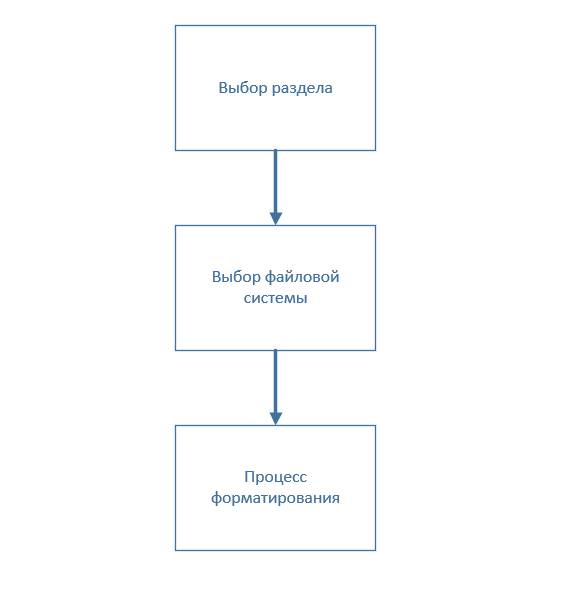 Выбор раздела
Выбор файловой
системы
Процесс
форматирования